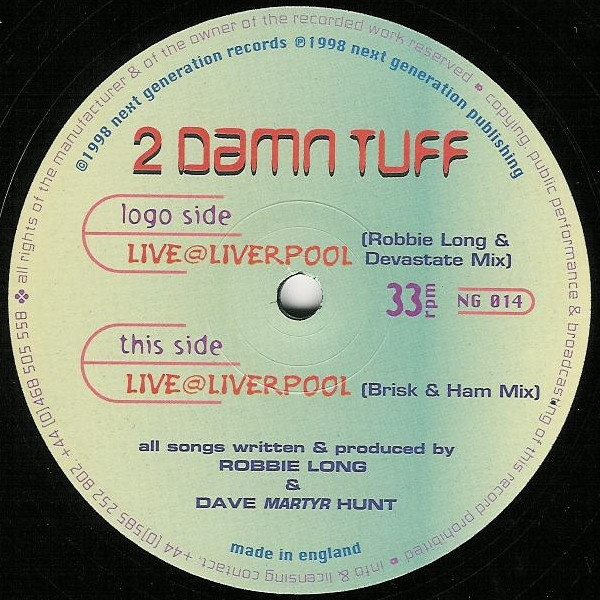 all rights of the manufacturer & of the owner of the recorded work reserved • copying, public performance & broadcasting of this record prohibited • info & licensing contact. +44 (0)585 252 802. +44 (0)468 505 558 ❖
©1998 next generation records ℗1998 next generation publishing
2 Damn TUFF
logo side
LIVE@LIVERPOOL (Robbie Long &
Devastate Mix)
33 rpm NG 014
this side
LIVE@LIVERPOOL (Brisk & Ham Mix)
all songs written & produced by
ROBBIE LONG
&
DAVE MARTYR HUNT
made in england